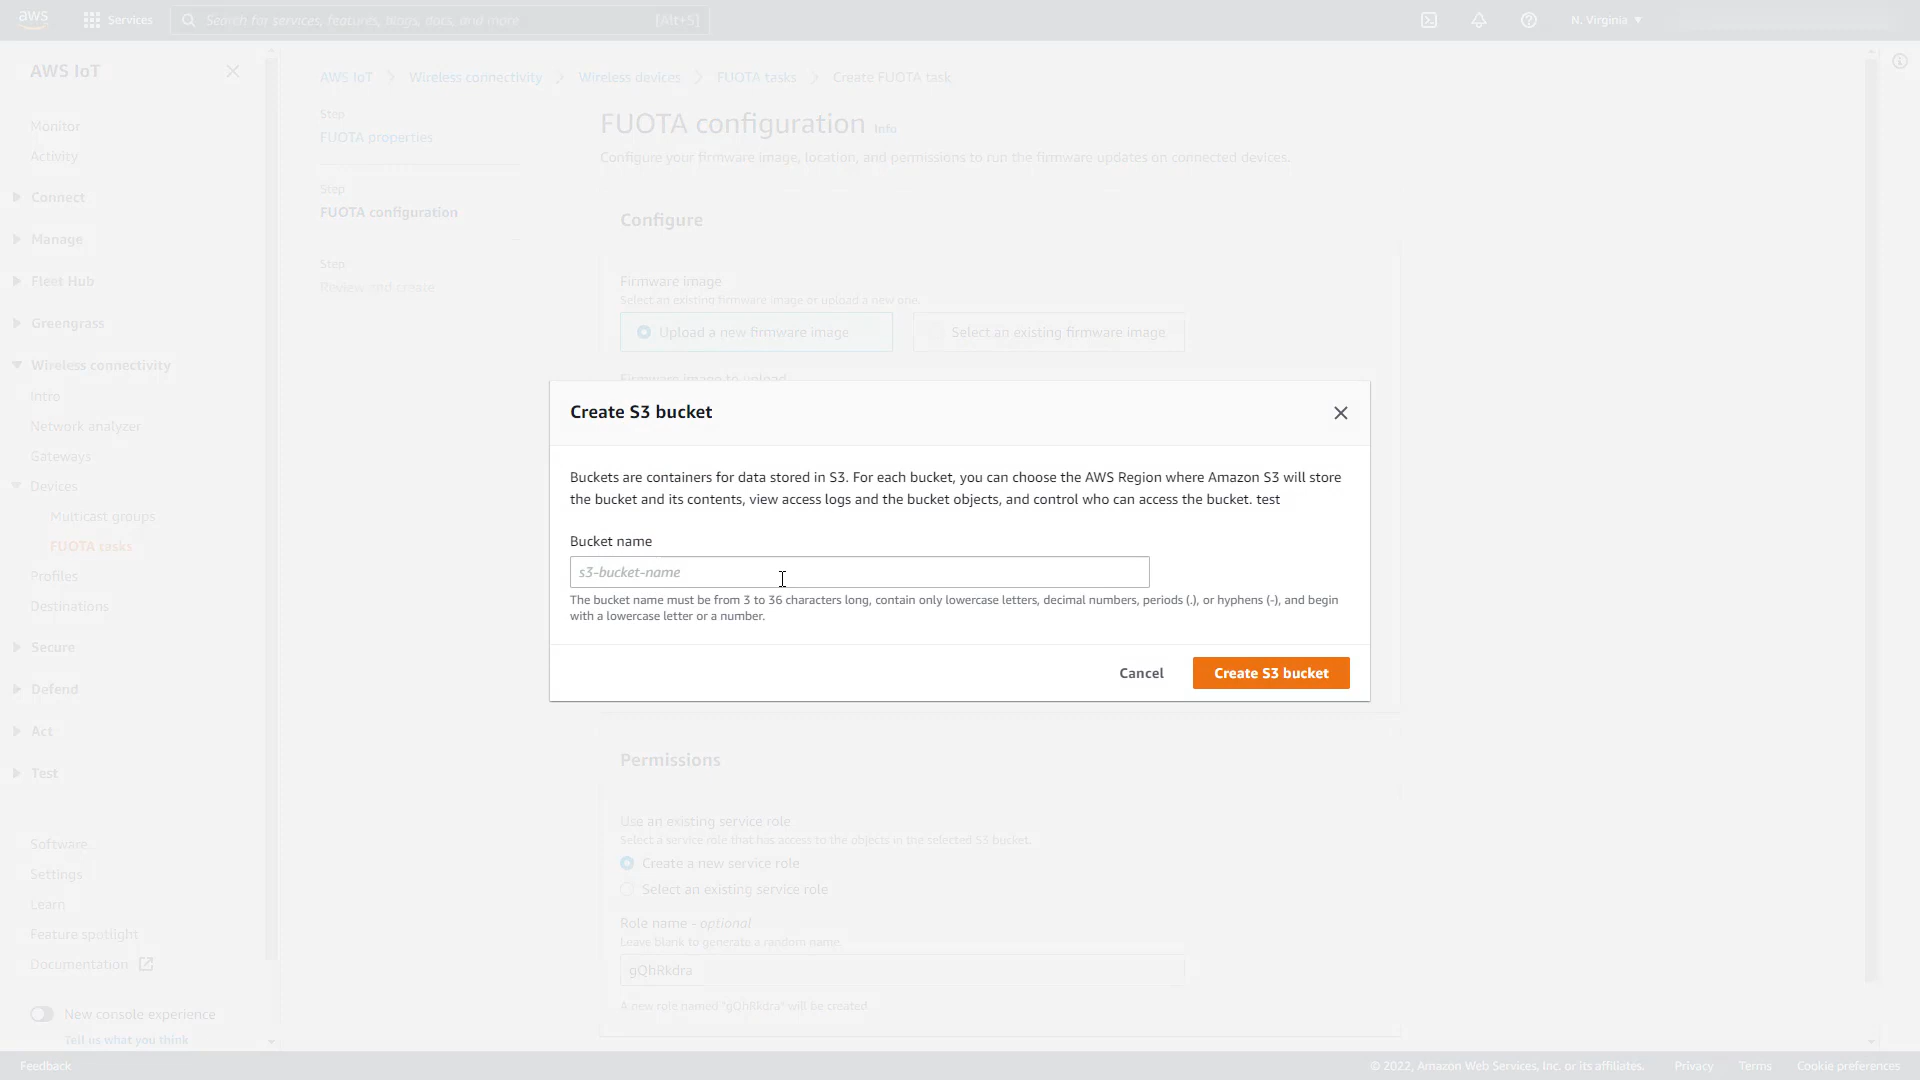 aws
Services
Search for services, features, blogs, docs, and more
[Alt+S]
N. Virginia
AWS IoT
Monitor
Activity
Connect
Manage
Fleet Hub
Greengrass
Wireless connectivity
Intro
Network analyzer
Gateways
Devices
Multicast groups
FUOTA tasks
Profiles
Destinations
Secure
Defend
Act
Test
Software
Settings
Learn
Feature spotlight
Documentation
New console experience
Tell us what you think
AWS IoT > Wireless connectivity > Wireless devices > FUOTA tasks > Create FUOTA task
Step
FUOTA properties
Step
FUOTA configuration
Step
Review and create
FUOTA configuration Info
Configure your firmware image, location, and permissions to run the firmware updates on connected devices.
Configure
Firmware image
Select an existing firmware image or upload a new one.
Upload a new firmware image
Select an existing firmware image
Firmware image to upload
Create S3 bucket
Buckets are containers for data stored in S3. For each bucket, you can choose the AWS Region where Amazon S3 will store
the bucket and its contents, view access logs and the bucket objects, and control who can access the bucket. test
Bucket name
s3-bucket-name
The bucket name must be from 3 to 36 characters long, contain only lowercase letters, decimal numbers, periods (.), or hyphens (-), and begin
with a lowercase letter or a number.
Cancel
Create S3 bucket
Permissions
Use an existing service role
Select a service role that has access to the objects in the selected S3 bucket.
Create a new service role
Select an existing service role
Role name - optional
Leave blank to generate a random name.
gQhRkdra
A new role named "gQhRkdra" will be created
Feedback
© 2022, Amazon Web Services, Inc. or its affiliates.
Privacy
Terms
Cookie preferences